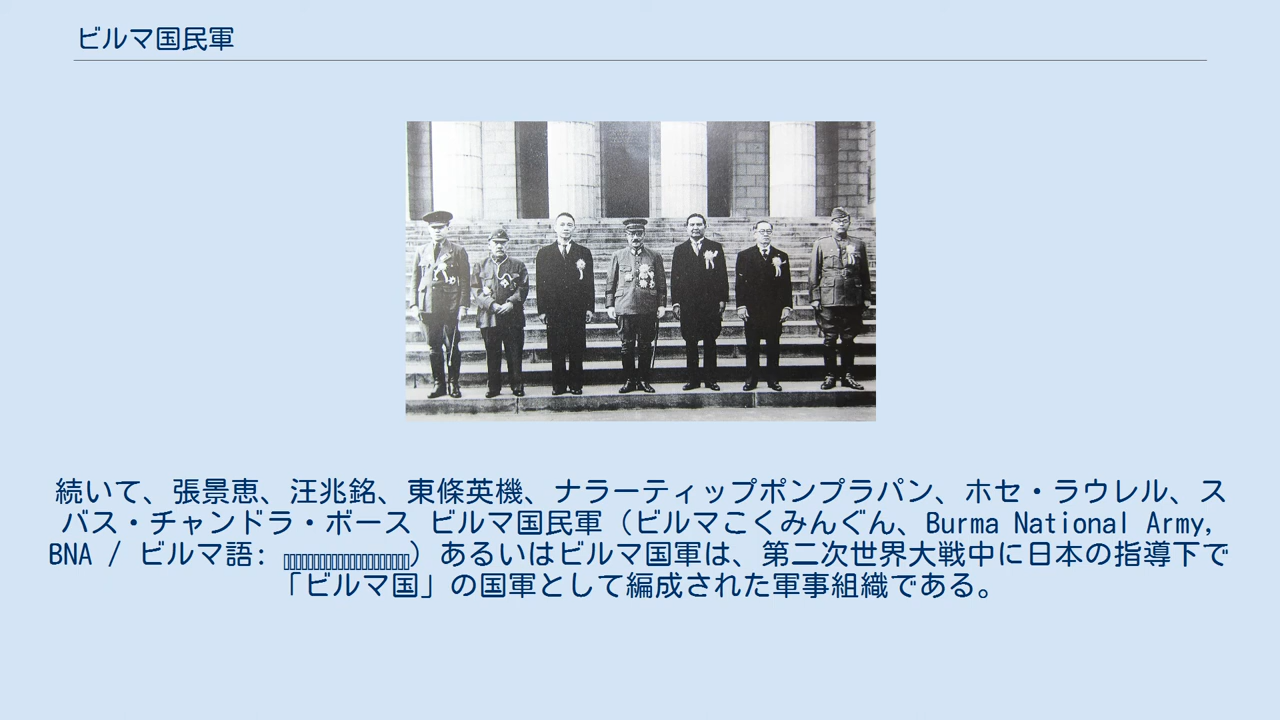 ビルマ国民軍
続いて、張景恵、汪兆銘、東條英機、ナラーティップポンプラパン、ホセ・ラウレル、ス
バス・チャンドラ・ボース ビルマ国民軍（ビルマこくみんぐん、Burma National Army,
BNA / ビルマ語: ）あるいはビルマ国軍は、第二次世界大戦中に日本の指導下で
「ビルマ国」の国軍として編成された軍事組織である。